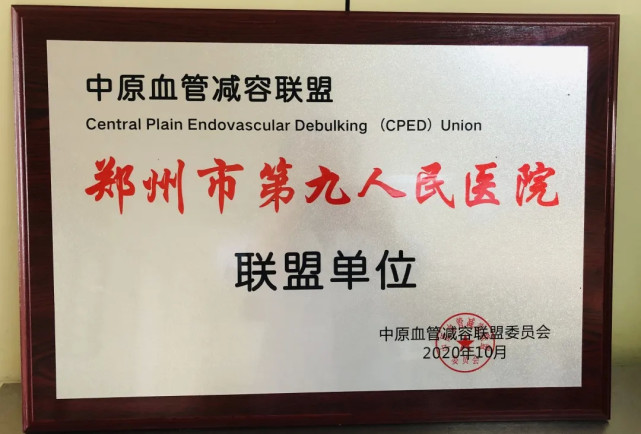 中原血管减容联盟
Central Plain Endovascular Debulking （CPED）Union
郑州市第九人民医院
联盟单位
中原血管减容联盟委员会
2020年10月